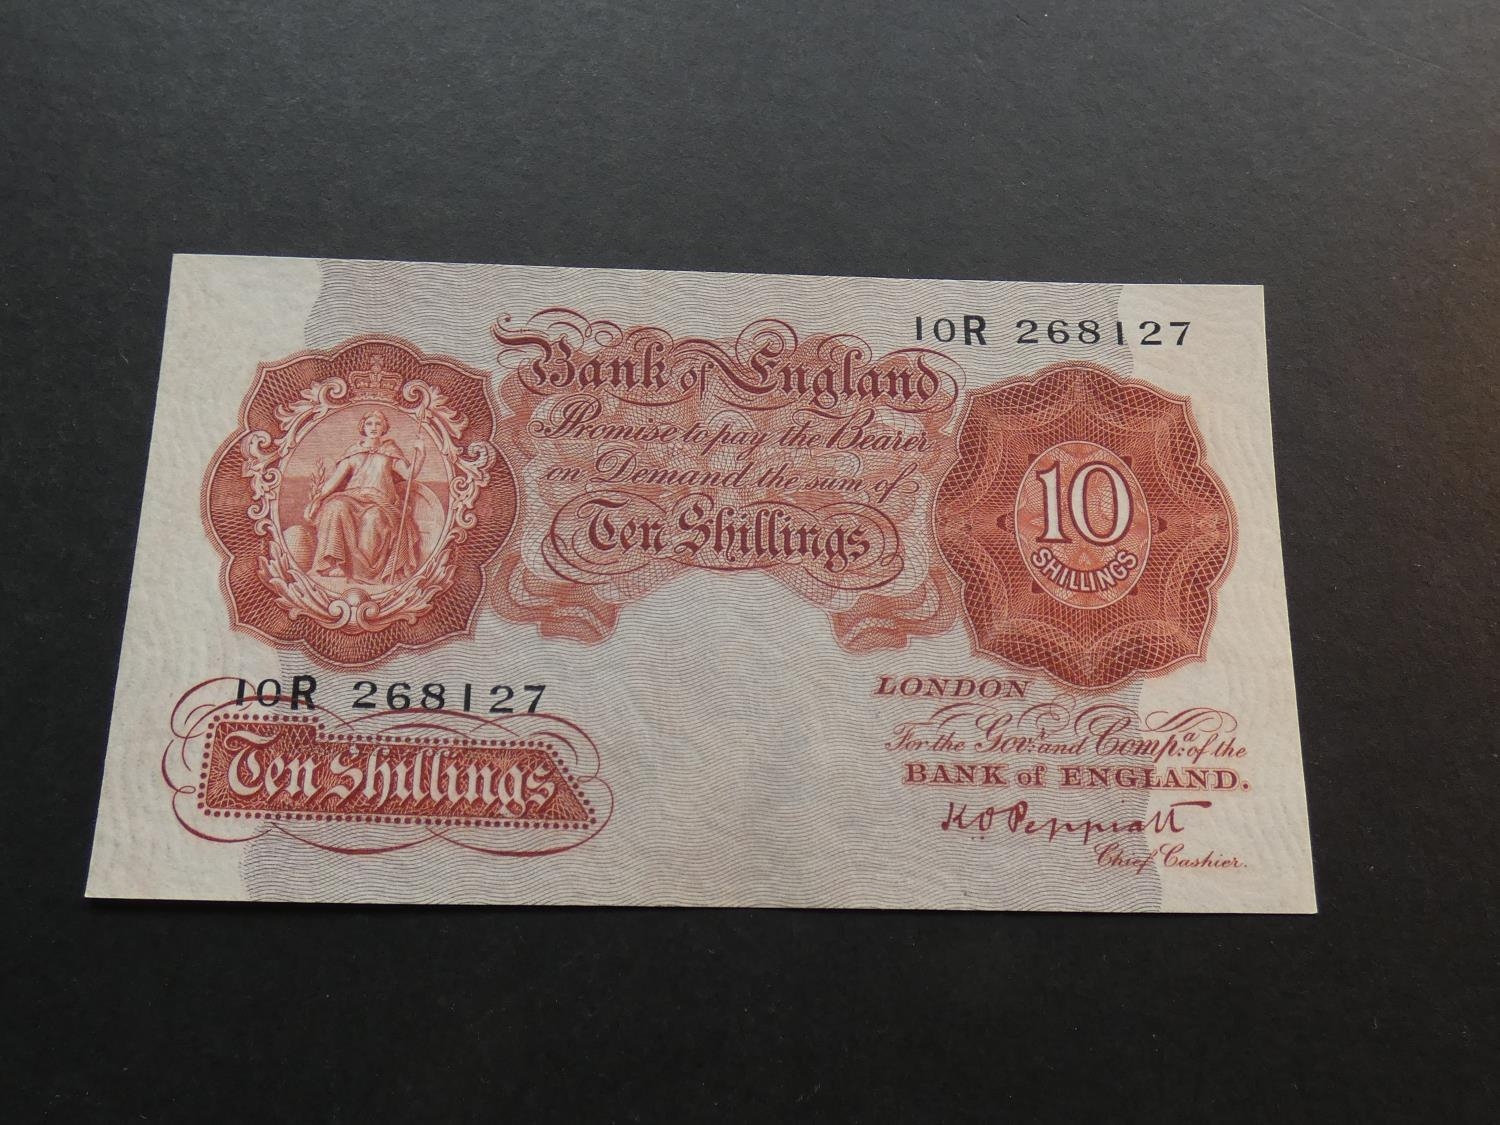 10R 268127
Bank of England
Promise to pay the Bearer
on Demand the sum of
Ten Shillings
10
SHILLINGS
10R 268127
Ten Shillings
LONDON
For the Govr. and Compa. of the
BANK of ENGLAND.
K O Peppiatt
Chief Cashier.